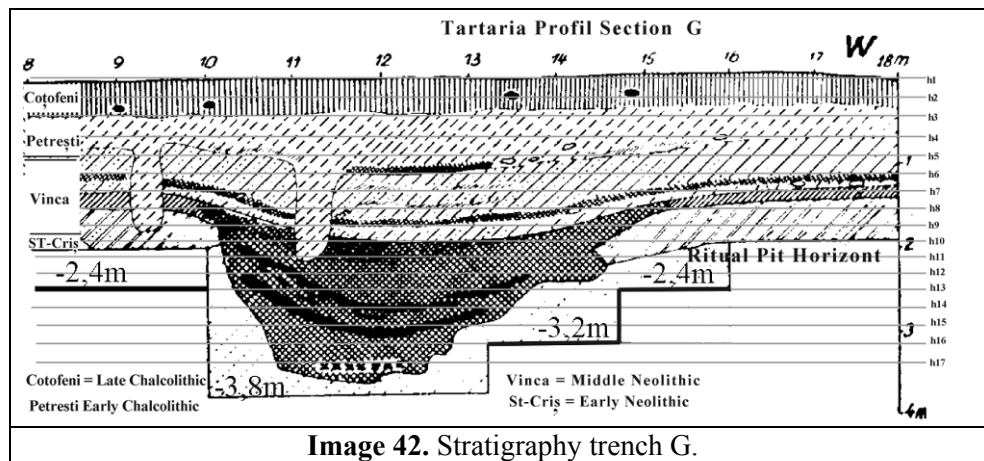 Tartaria Profil Section G
8 9 10 11 12 13 14 15 16 17 18m
W
h1
Coțofeni
h2
h3
Petrești
h4
h5
1
h6
Vinca
h7
h8
h9
ST-Criș
h10
2
Ritual Pit Horizont
h11
-2,4m
-2,4m
h12
h13
h14
-3,2m
h15
3
h16
h17
-3,8m
Cotofeni = Late Chalcolithic
Petresti Early Chalcolithic
Vinca = Middle Neolithic
St-Criș = Early Neolithic
4m
Image 42. Stratigraphy trench G.